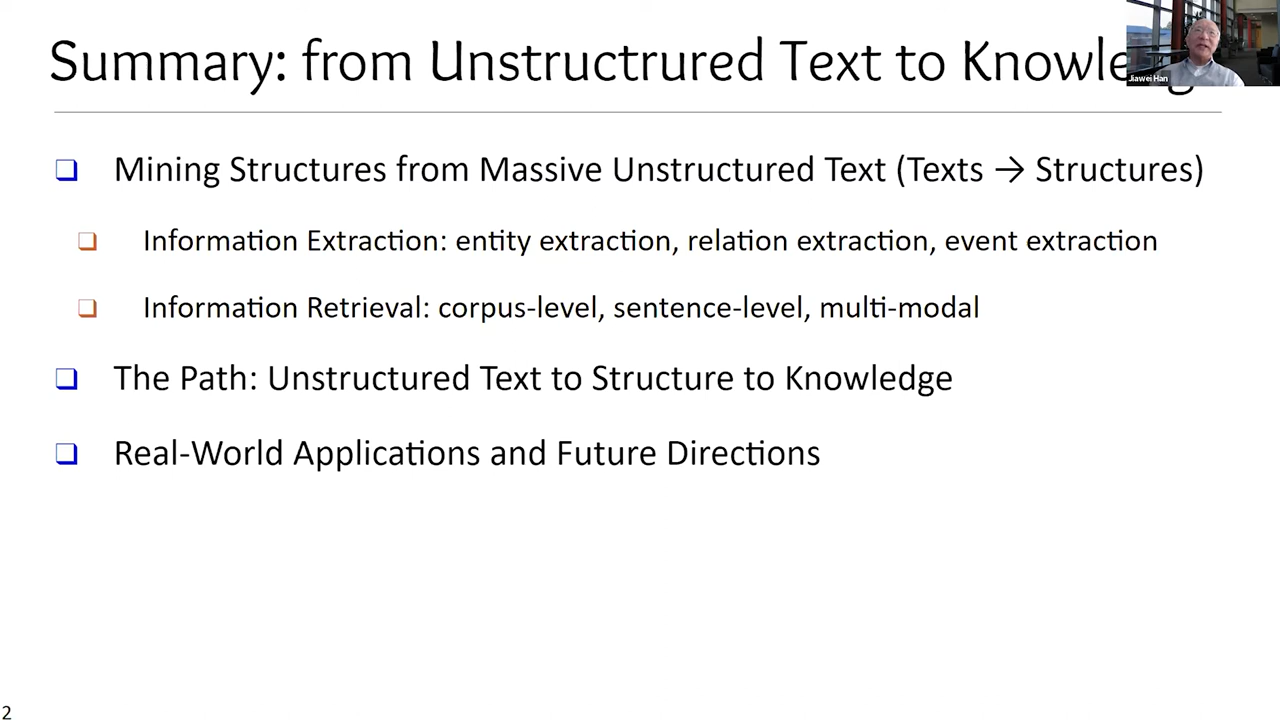 Summary: from Unstructrured Text to Knowle
Jiawei Han
Mining Structures from Massive Unstructured Text (Texts → Structures)
Information Extraction: entity extraction, relation extraction, event extraction
Information Retrieval: corpus-level, sentence-level, multi-modal
The Path: Unstructured Text to Structure to Knowledge
Real-World Applications and Future Directions
2